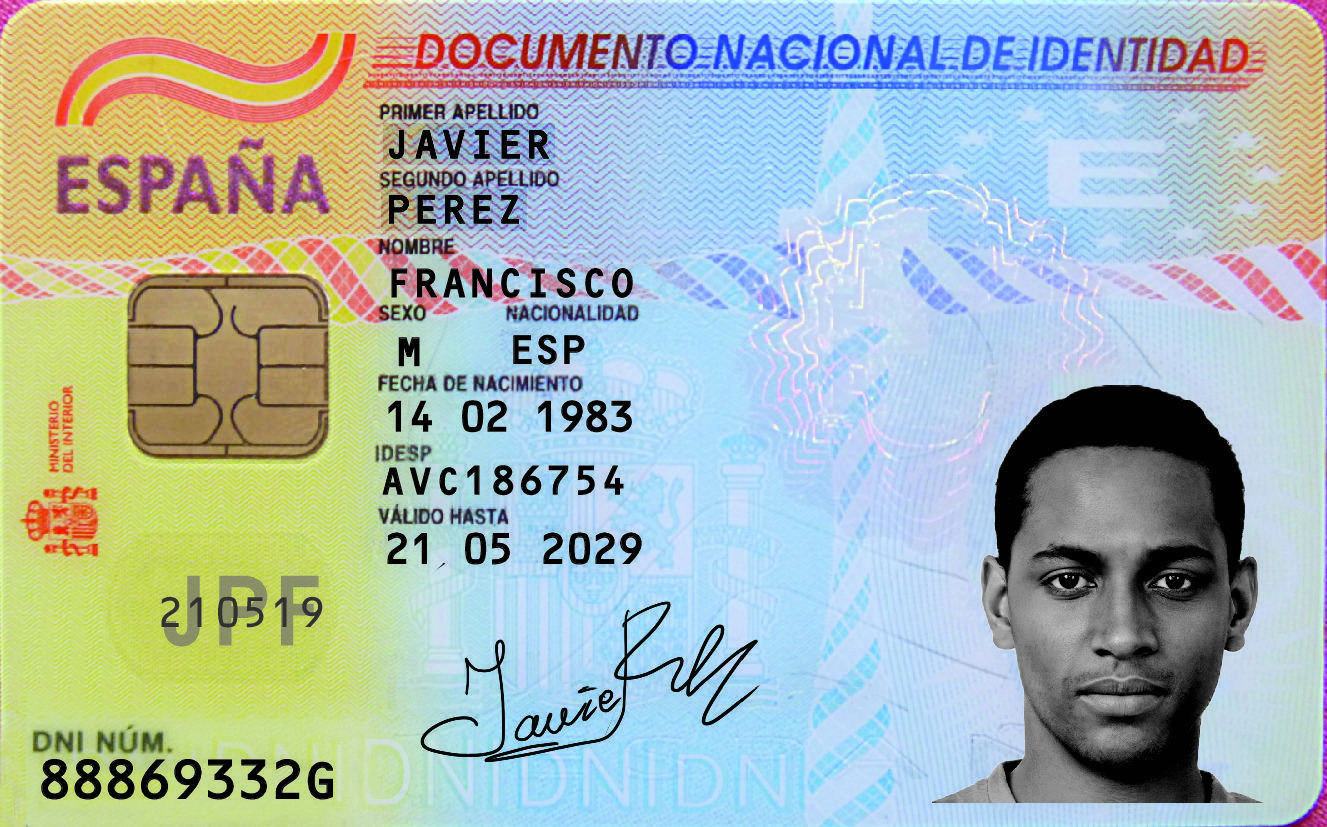 DOCUMENTO NACIONAL DE IDENTIDAD
ESPAÑA
PRIMER APELLIDO
JAVIER
SEGUNDO APELLIDO
PEREZ
NOMBRE
FRANCISCO
SEXO NACIONALIDAD
M ESP
FECHA DE NACIMIENTO
14 02 1983
IDESP
AVC186754
VÁLIDO HASTA
21 05 2029
E
MINISTERIO
DEL INTERIOR
JPF
210519
Javier
DNI NÚM.
88869332G
DNIDNIDNIDNI